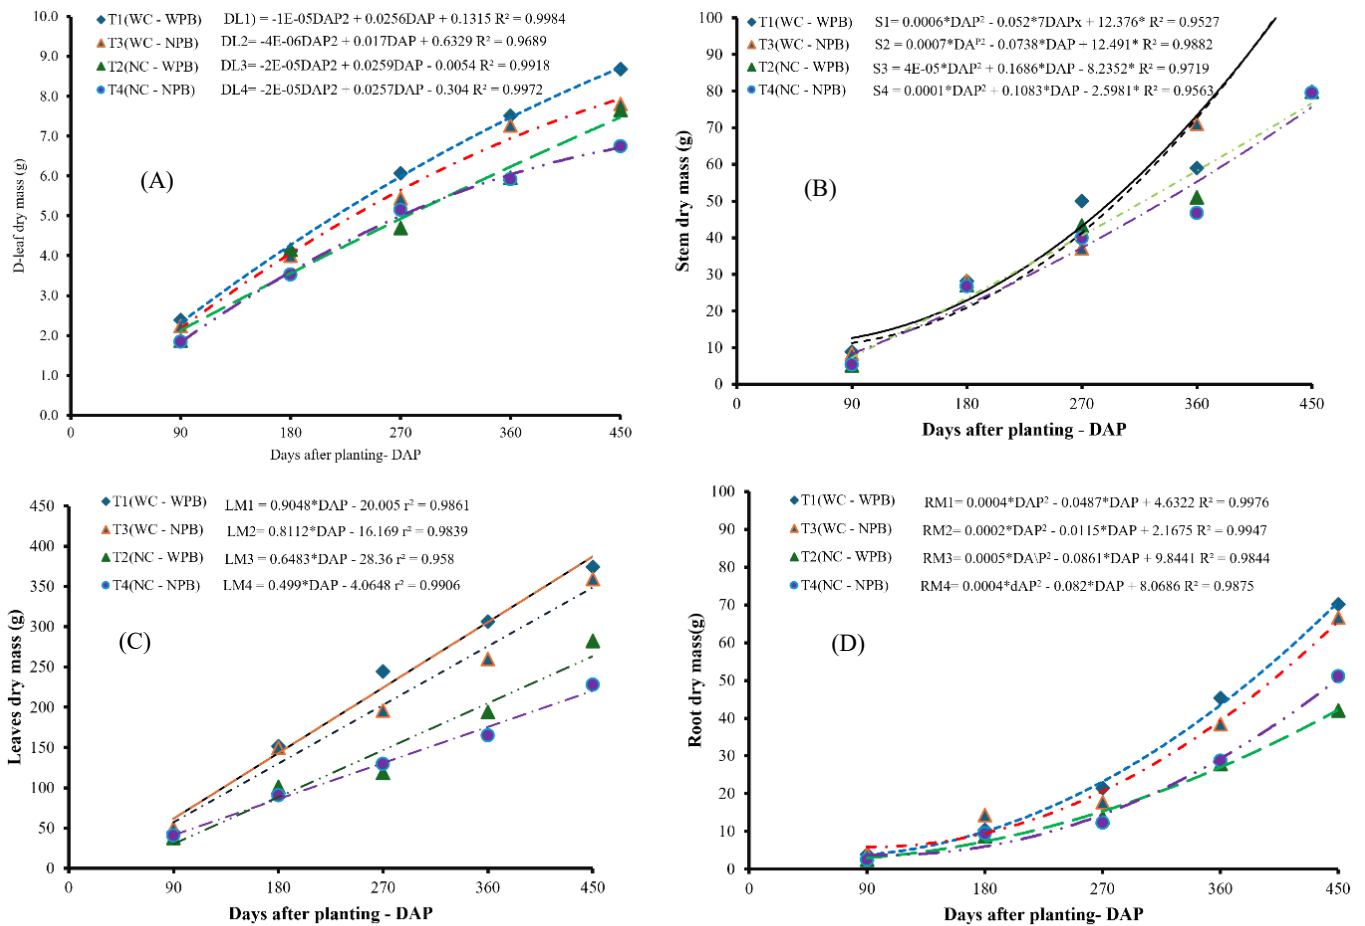 T1(WC - WPB) DL1) = -1E-05DAP2 + 0.0256DAP + 0.1315 R² = 0.9984
T3(WC - NPB) DL2= -4E-06DAP2 + 0.017DAP + 0.6329 R² = 0.9689
T2(NC - WPB) DL3= -2E-05DAP2 + 0.0259DAP - 0.0054 R² = 0.9918
T4(NC - NPB) DL4= -2E-05DAP2 + 0.0257DAP - 0.304 R² = 0.9972
(A)
D-leaf dry mass (g)
10.0
9.0
8.0
7.0
6.0
5.0
4.0
3.0
2.0
1.0
0.0
0 90 180 270 360 450
Days after planting- DAP
T1(WC - WPB) S1= 0.0006*DAP² - 0.052*7DAPx + 12.376* R² = 0.9527
T3(WC - NPB) S2 = 0.0007*DAP² - 0.0738*DAP + 12.491* R² = 0.9882
T2(NC - WPB) S3 = 4E-05*DAP² + 0.1686*DAP - 8.2352* R² = 0.9719
T4(NC - NPB) S4 = 0.0001*DAP² + 0.1083*DAP - 2.5981* R² = 0.9563
(B)
Stem dry mass (g)
100
90
80
70
60
50
40
30
20
10
0
0 90 180 270 360 450
Days after planting - DAP
T1(WC - WPB) LM1 = 0.9048*DAP - 20.005 r² = 0.9861
T3(WC - NPB) LM2= 0.8112*DAP - 16.169 r² = 0.9839
T2(NC - WPB) LM3 = 0.6483*DAP - 28.36 r² = 0.958
T4(NC - NPB) LM4 = 0.499*DAP - 4.0648 r² = 0.9906
(C)
Leaves dry mass (g)
450
400
350
300
250
200
150
100
50
0
0 90 180 270 360 450
Days after planting - DAP
T1(WC - WPB) RM1= 0.0004*DAP² - 0.0487*DAP + 4.6322 R² = 0.9976
T3(WC - NPB) RM2= 0.0002*DAP² - 0.0115*DAP + 2.1675 R² = 0.9947
T2(NC - WPB) RM3= 0.0005*DA\P² - 0.0861*DAP + 9.8441 R² = 0.9844
T4(NC - NPB) RM4= 0.0004*dAP² - 0.082*DAP + 8.0686 R² = 0.9875
(D)
Root dry mass(g)
100
90
80
70
60
50
40
30
20
10
0
0 90 180 270 360 450
Days after planting- DAP